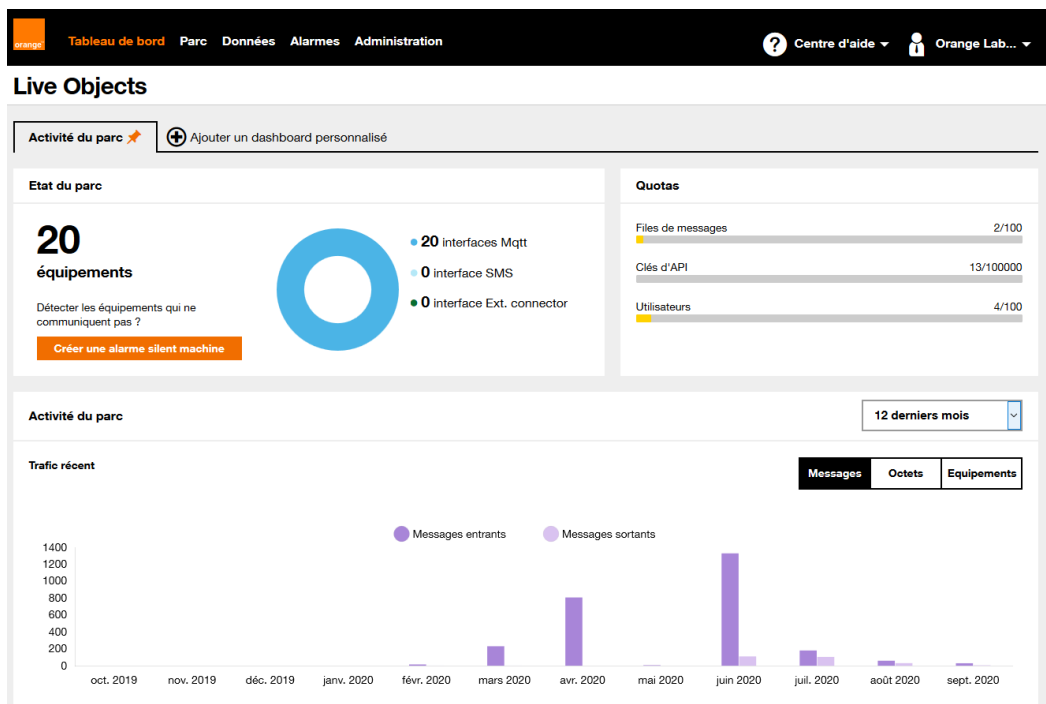 orange
Tableau de bord Parc Données Alarmes Administration
? Centre d'aide Orange Lab...
Live Objects
Activité du parc
Ajouter un dashboard personnalisé
Etat du parc
20
équipements
Détecter les équipements qui ne
communiquent pas ?
Créer une alarme silent machine
20 interfaces Mqtt
0 interface SMS
0 interface Ext. connector
Quotas
Files de messages 2/100
Clés d'API 13/100000
Utilisateurs 4/100
Activité du parc
12 derniers mois
Trafic récent
Messages Octets Equipements
Messages entrants Messages sortants
1400
1200
1000
800
600
400
200
0
oct. 2019 nov. 2019 déc. 2019 janv. 2020 févr. 2020 mars 2020 avr. 2020 mai 2020 juin 2020 juil. 2020 août 2020 sept. 2020